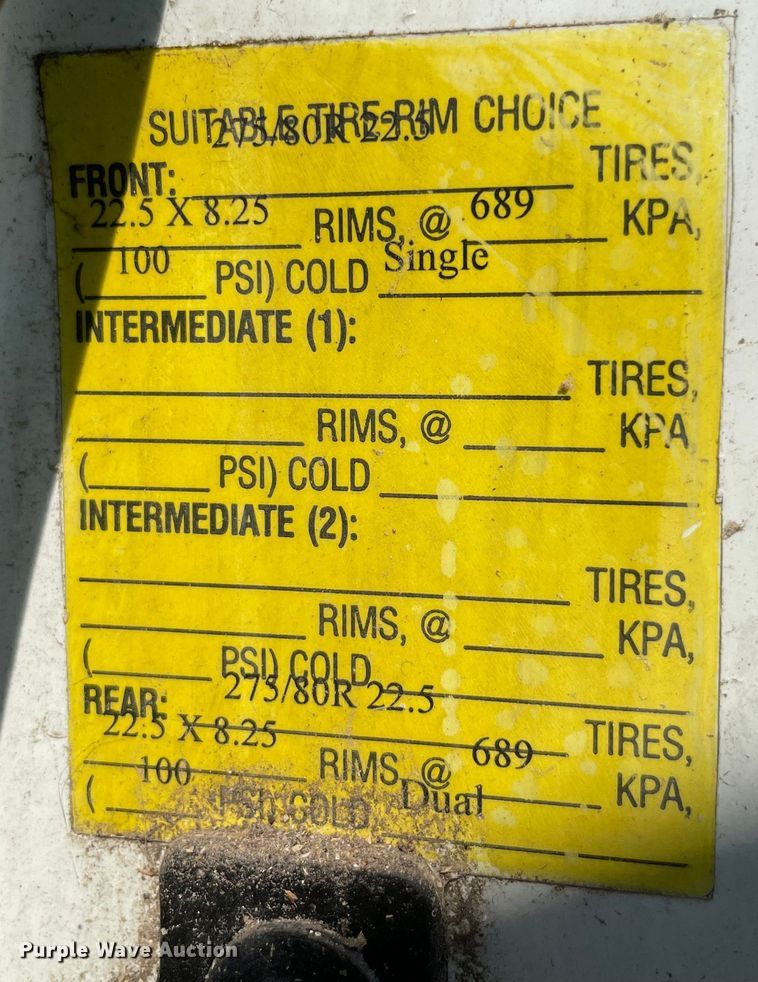 SUITABLE TIRE-RIM CHOICE
275/80R 22.5
FRONT: TIRES,
22.5 X 8.25 RIMS, @ 689 KPA,
( 100 PSI) COLD Single
INTERMEDIATE (1):
TIRES,
RIMS, @ KPA,
( PSI) COLD
INTERMEDIATE (2):
TIRES,
RIMS, @ KPA,
( PSI) COLD
275/80R 22.5
REAR: TIRES,
22.5 X 8.25 RIMS, @ 689 KPA,
( 100 PSI) COLD Dual
Purple Wave Auction